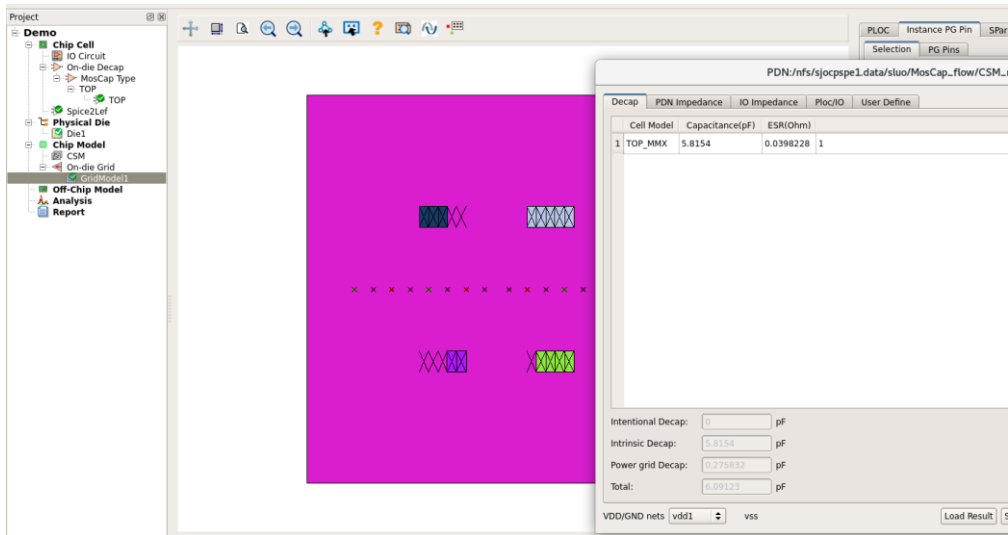 Project
Demo
Chip Cell
IO Circuit
On-die Decap
MosCap Type
TOP
TOP
Spice2Lef
Physical Die
Die1
Chip Model
CSM
On-die Grid
GridModel1
Off-Chip Model
Analysis
Report
PLOC Instance PG Pin SPar
Selection PG Pins
PDN:/nfs/sjocpspe1.data/sluo/MosCap_flow/CSM_
Decap PDN Impedance IO Impedance Ploc/IO User Define
Cell Model Capacitance(pF) ESR(Ohm)
1 TOP_MMX 5.8154 0.0398228 1
Intentional Decap: 0 pF
Intrinsic Decap: 5.8154 pF
Power grid Decap: 0.275832 pF
Total: 6.09123 pF
VDD/GND nets vdd1 vss Load Result S